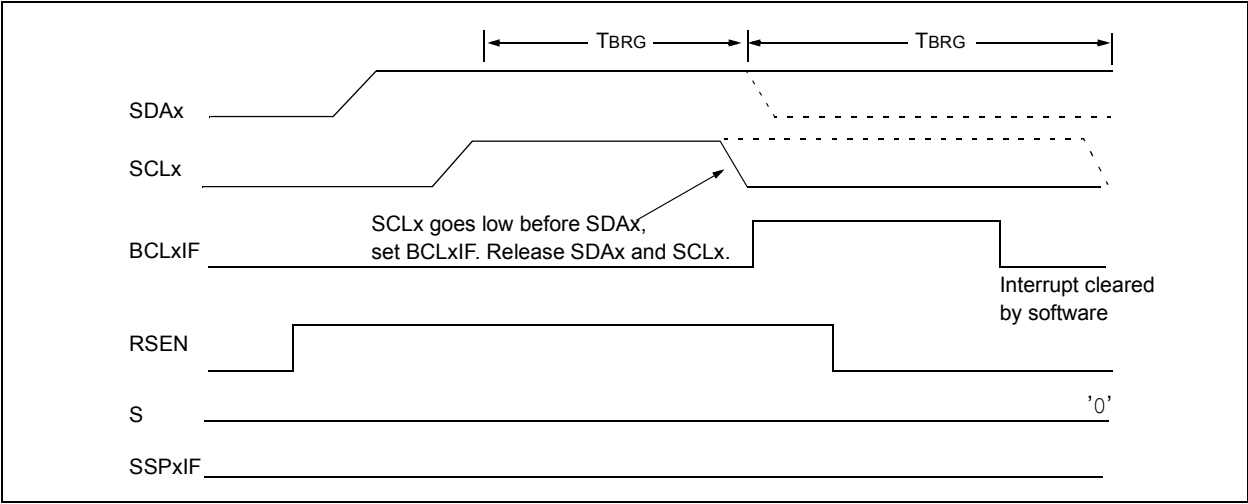 TBRG TBRG
SDAx
SCLx
SCLx goes low before SDAx,
set BCLxIF. Release SDAx and SCLx.
BCLxIF
Interrupt cleared
by software
RSEN
S
’0’
SSPxIF